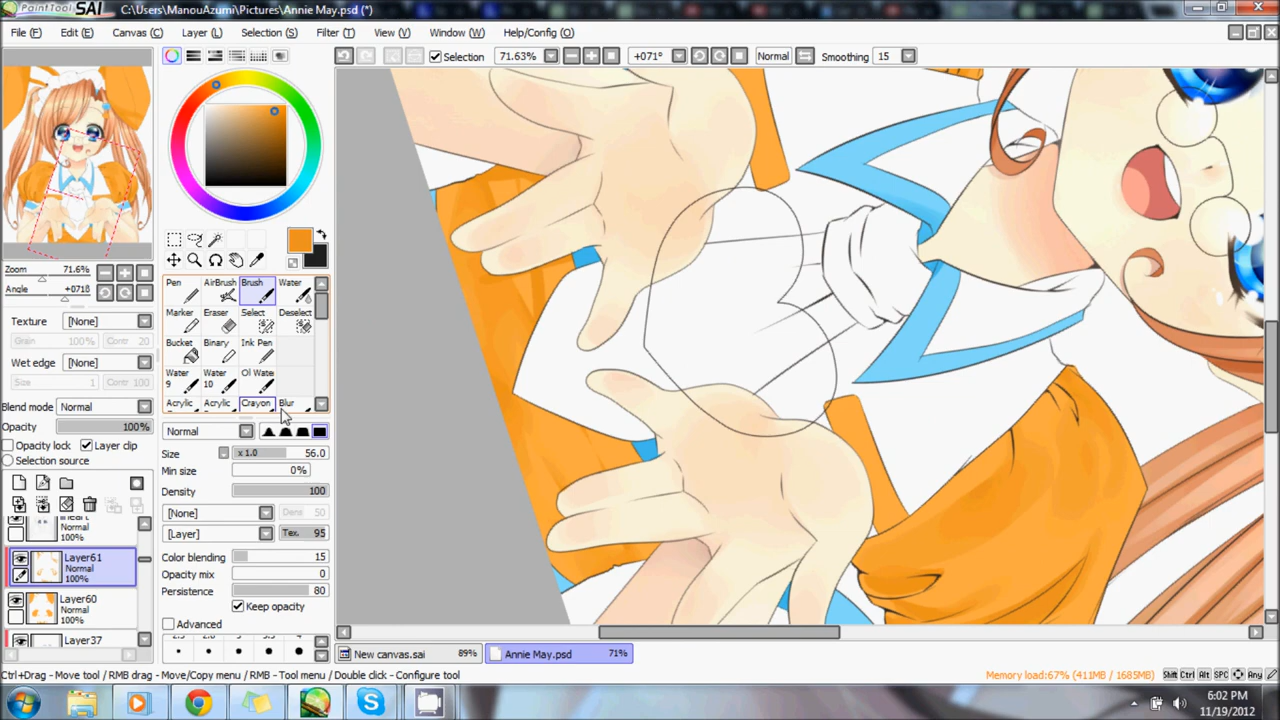 PaintTool SAI C:\Users\ManouAzumi\Pictures\Annie May.psd (*)
File (F) Edit (E) Canvas (C) Layer (L) Selection (S) Filter (T) View (V) Window (W) Help/Config (O)
Selection 71.63% +071° Normal Smoothing 15
Zoom 71.6%
Angle +071ß
Texture [None]
Grain 100% Contr 20
Wet edge [None]
Size 1 Contr 100
Blend mode Normal
Opacity 100%
Opacity lock Layer clip
Selection source
Normal
100%
Layer61
Normal
100%
Layer60
Normal
100%
Layer37
Pen AirBrush Brush Water
Marker Eraser Select Deselect
Bucket Binary Ink Pen
Water 9 Water 10 Ol Wate
Acrylic Acrylic Crayon Blur
Normal
Size x 1.0 56.0
Min size 0%
Density 100
[None] Dens 50
[Layer] Tex. 95
Color blending 15
Opacity mix 0
Persistence 80
Keep opacity
Advanced
New canvas.sai 89% Annie May.psd 71%
Ctrl+Drag - Move tool / RMB drag - Move/Copy menu / RMB - Tool menu / Double click - Configure tool
Memory load:67% (411MB / 1685MB) Shift Ctrl Alt SPC Any
6:02 PM
11/19/2012